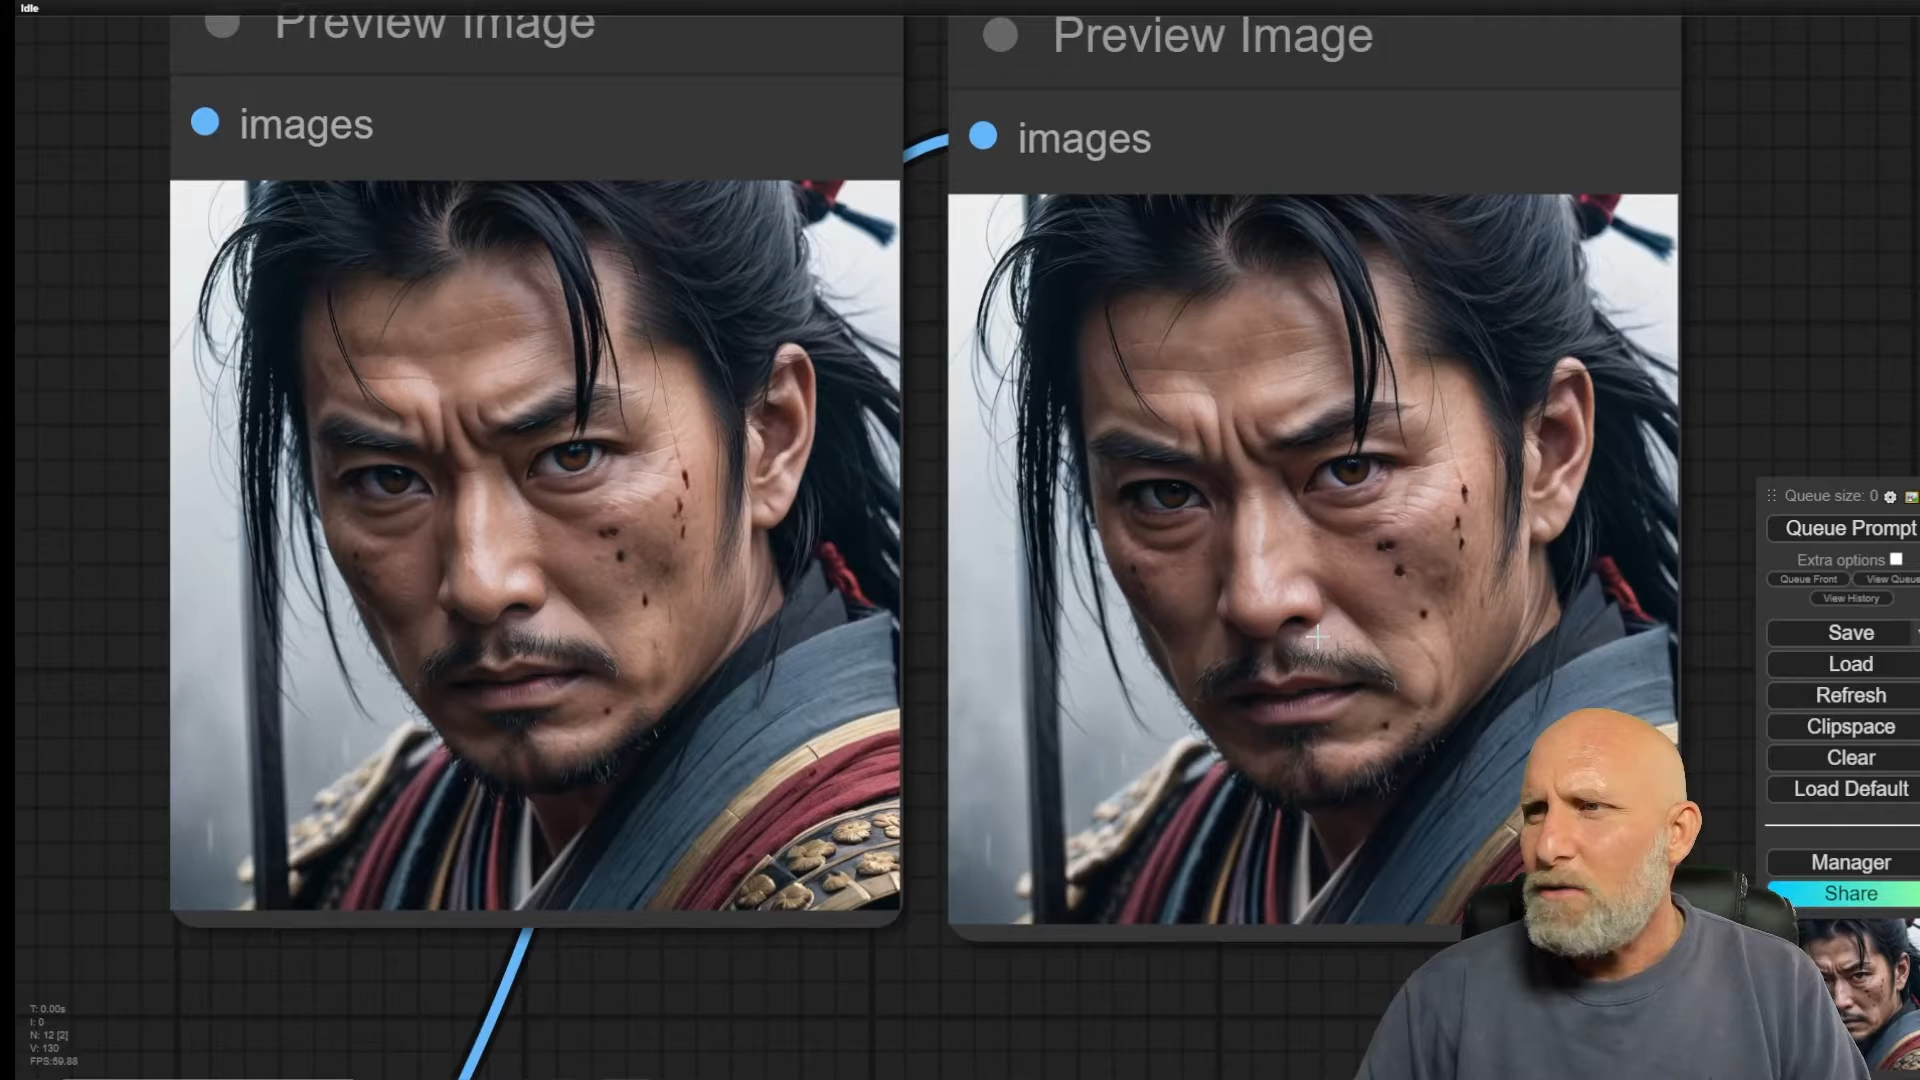 Idle
Preview Image
Preview Image
images
images
Queue size: 0
Queue Prompt
Extra options
Queue Front
View Queue
View History
Save
Load
Refresh
Clipspace
Clear
Load Default
Manager
Share
T: 0.00s
I: 0
N: 12 [2]
V: 130
FPS:59.88